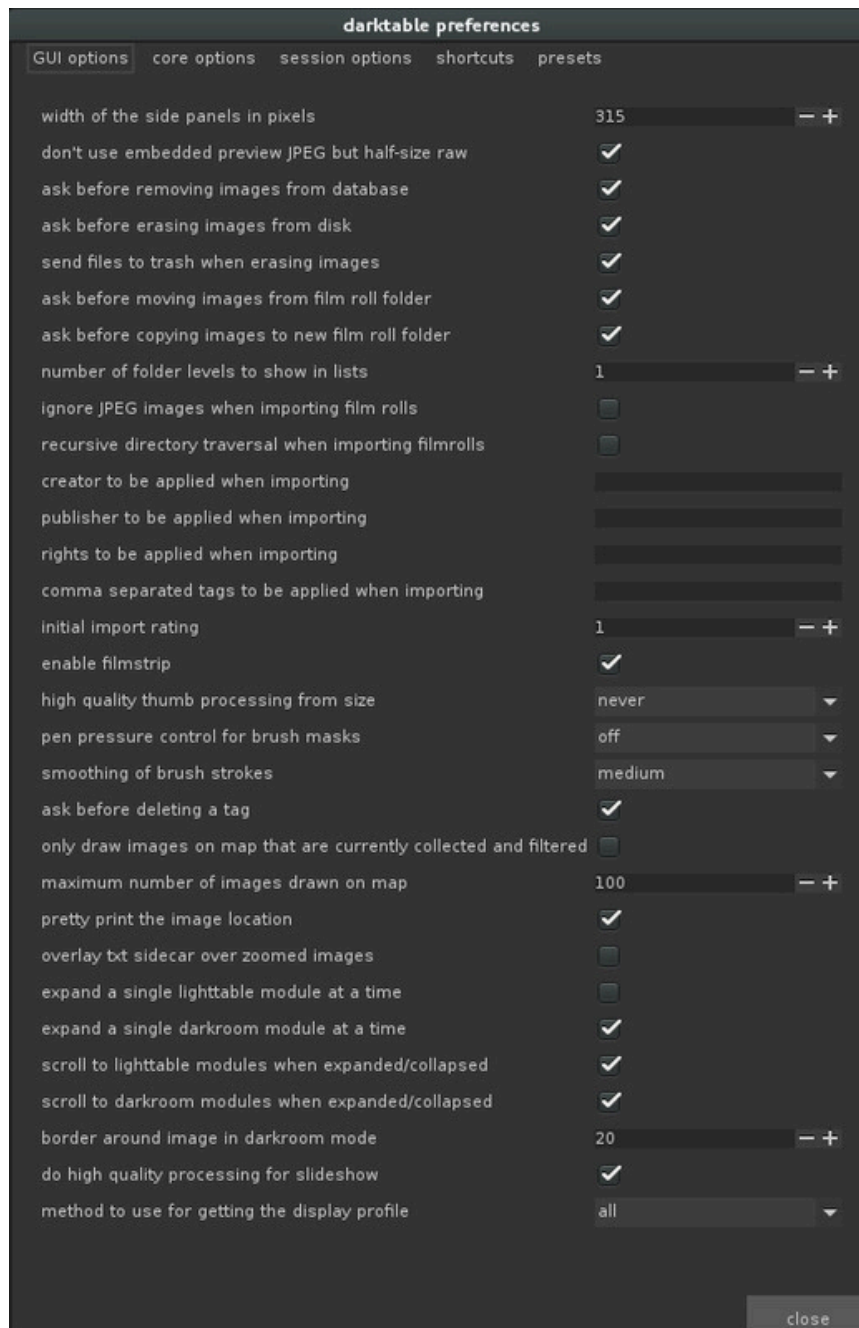 darktable preferences
GUI options core options session options shortcuts presets
width of the side panels in pixels 315
don't use embedded preview JPEG but half-size raw
ask before removing images from database
ask before erasing images from disk
send files to trash when erasing images
ask before moving images from film roll folder
ask before copying images to new film roll folder
number of folder levels to show in lists 1
ignore JPEG images when importing film rolls
recursive directory traversal when importing filmrolls
creator to be applied when importing
publisher to be applied when importing
rights to be applied when importing
comma separated tags to be applied when importing
initial import rating 1
enable filmstrip
high quality thumb processing from size never
pen pressure control for brush masks off
smoothing of brush strokes medium
ask before deleting a tag
only draw images on map that are currently collected and filtered
maximum number of images drawn on map 100
pretty print the image location
overlay txt sidecar over zoomed images
expand a single lighttable module at a time
expand a single darkroom module at a time
scroll to lighttable modules when expanded/collapsed
scroll to darkroom modules when expanded/collapsed
border around image in darkroom mode 20
do high quality processing for slideshow
method to use for getting the display profile all
close